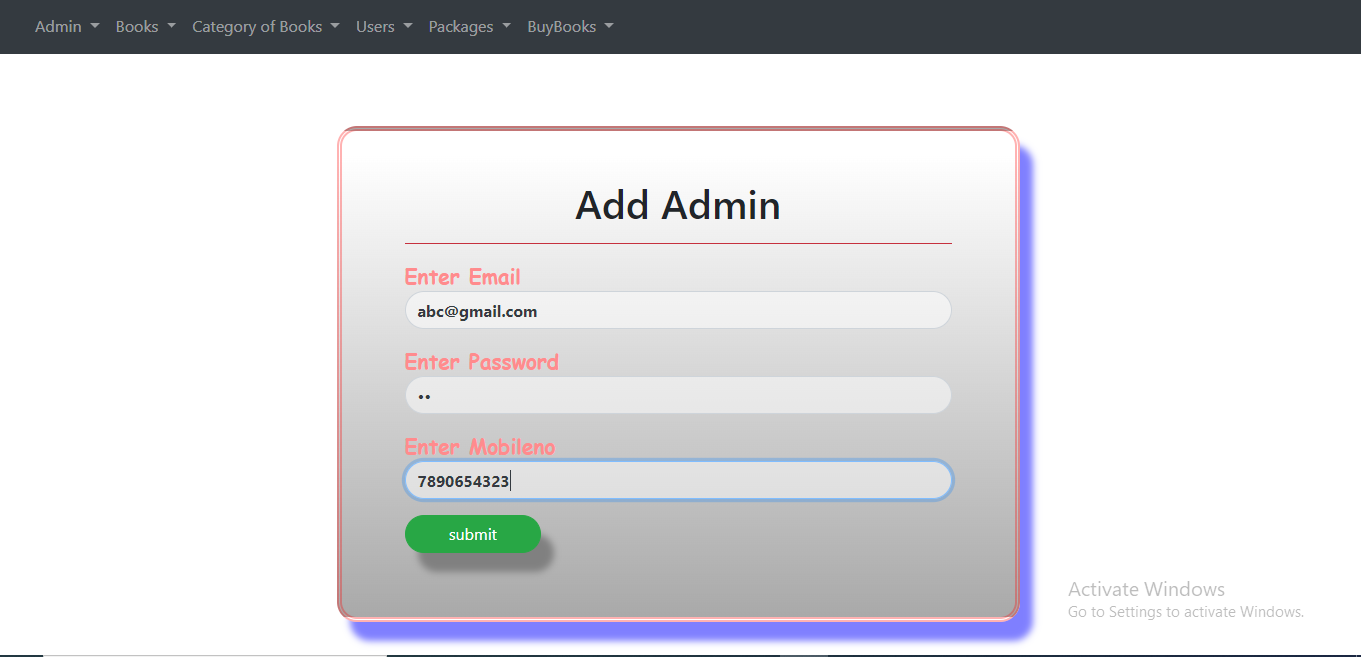 Admin Books Category of Books Users Packages BuyBooks
Add Admin
Enter Email
abc@gmail.com
Enter Password
••
Enter Mobileno
7890654323
submit
Activate Windows
Go to Settings to activate Windows.